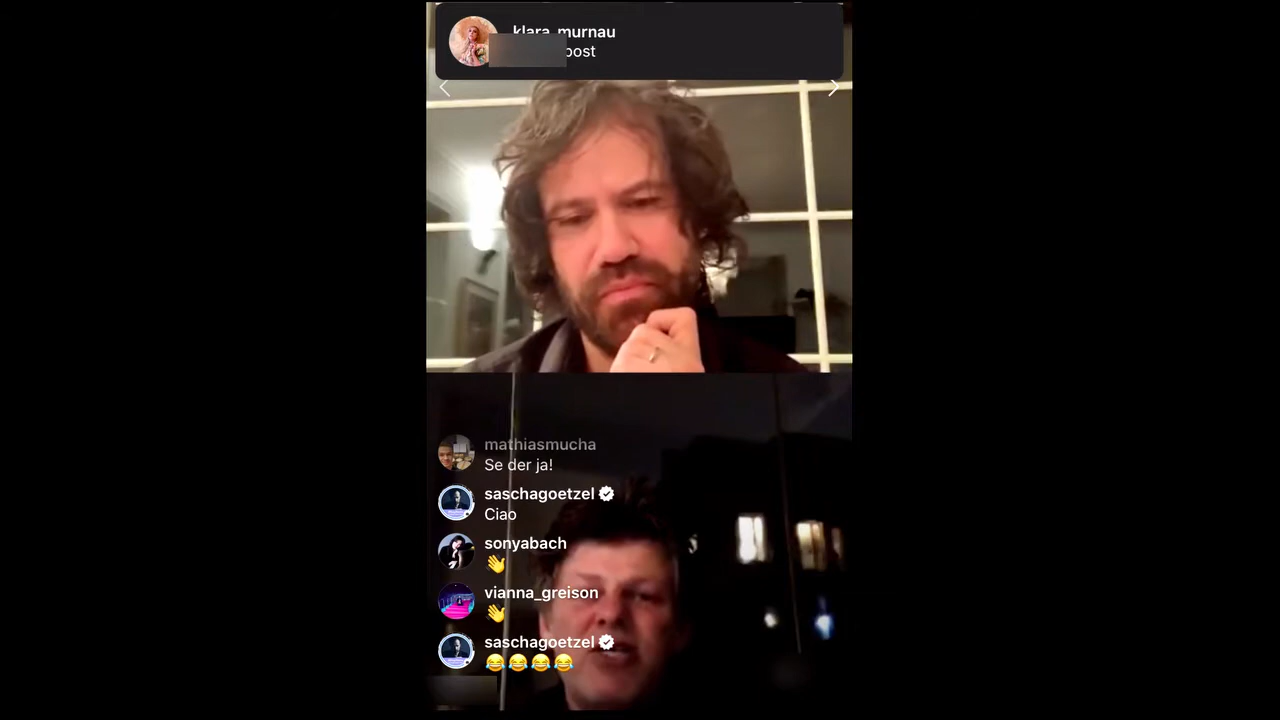 klara_murnau
post
mathiasmucha
Se der ja!
saschagoetzel
Ciao
sonyabach
👋
vianna_greison
👋
saschagoetzel
😂😂😂😂